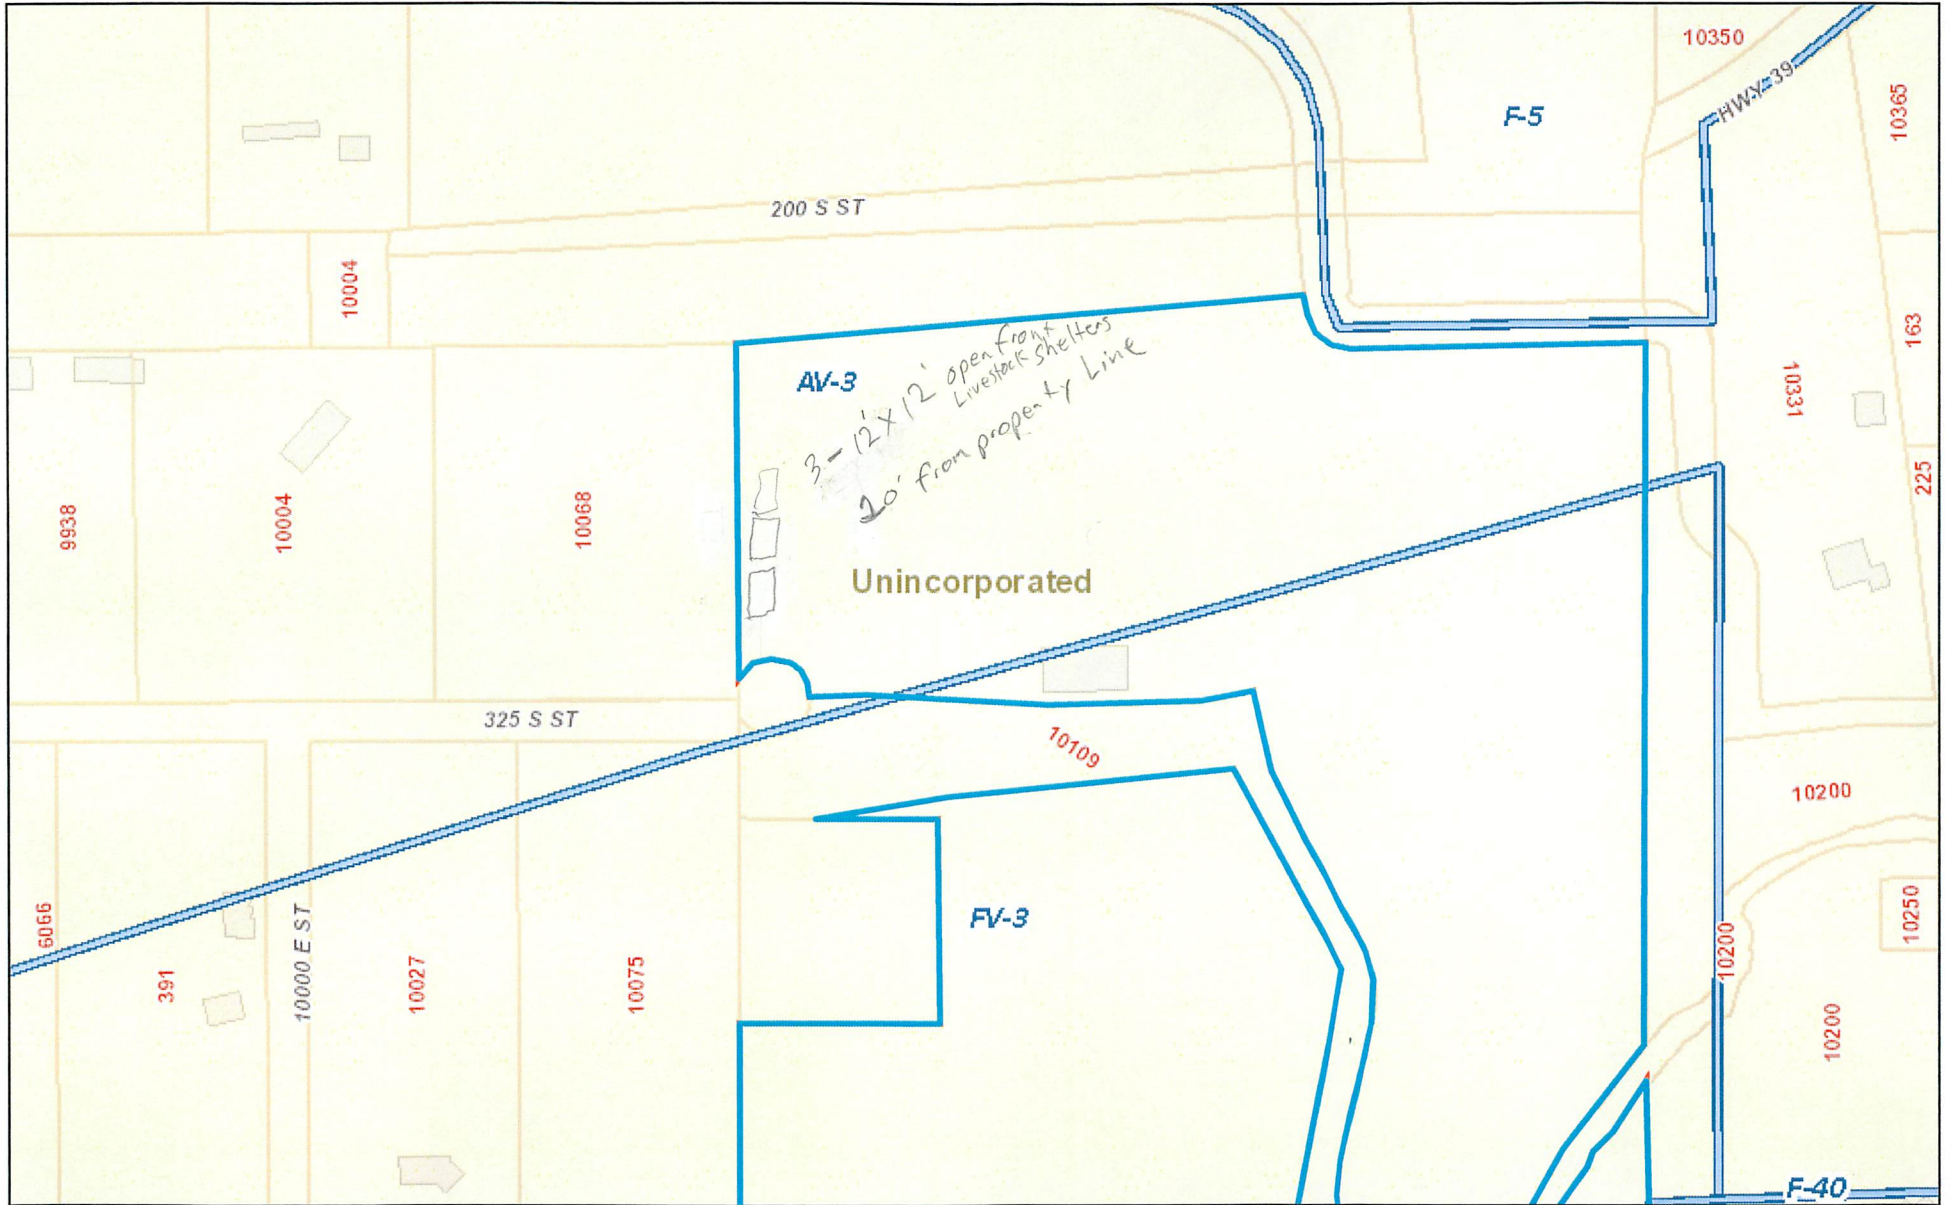 10350
HWY-39
10365
F-5
200 S ST
10004
163
AV-3
3 - 12' X 12' open front
Livestock Shelters
20' from property Line
10331
225
9938
10004
10068
Unincorporated
325 S ST
10109
10200
FV-3
6066
391
10000 E ST
10027
10075
10200
10250
10200
F-40